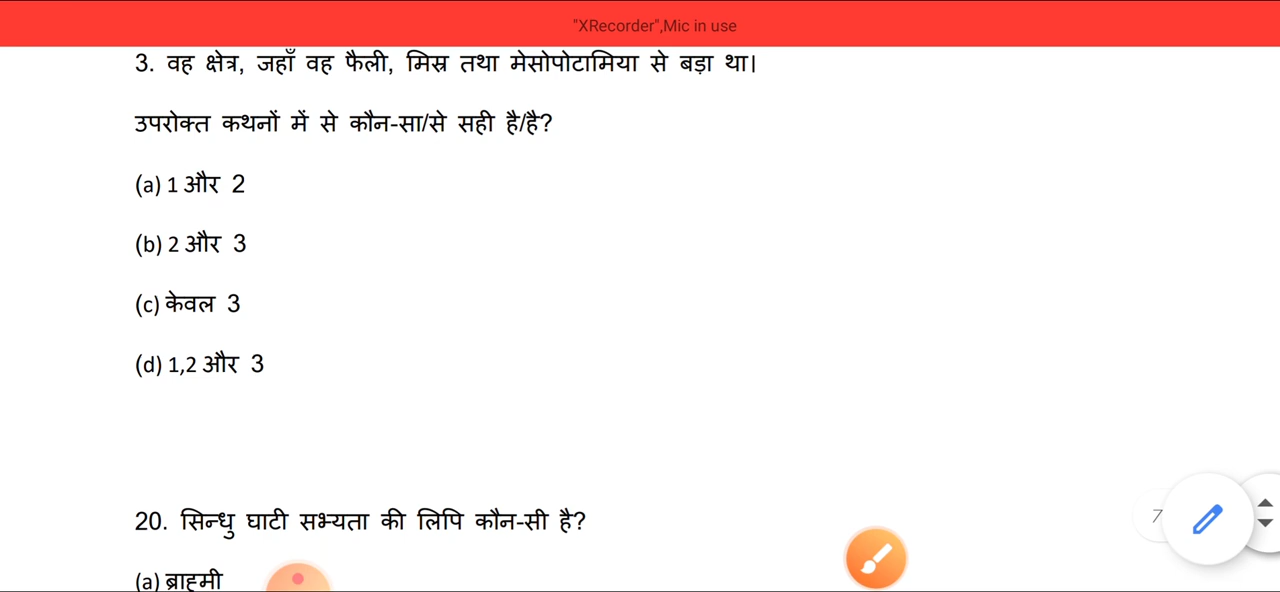 "XRecorder",Mic in use
3. वह क्षेत्र, जहाँ वह फैली, मिस्र तथा मेसोपोटामिया से बड़ा था।
उपरोक्त कथनों में से कौन-सा/से सही है/है?
(a) 1 और 2
(b) 2 और 3
(c) केवल 3
(d) 1,2 और 3
20. सिन्धु घाटी सभ्यता की लिपि कौन-सी है?
7
(a) ब्राह्मी